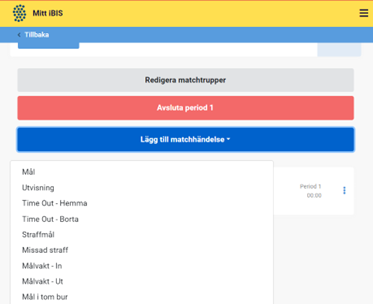 Mitt iBIS
Tillbaka
Redigera matchtrupper
Avsluta period 1
Lägg till matchhändelse
Mål
Utvisning
Time Out - Hemma
Time Out - Borta
Straffmål
Missad straff
Målvakt - In
Målvakt - Ut
Mål i tom bur
Period 1
00:00